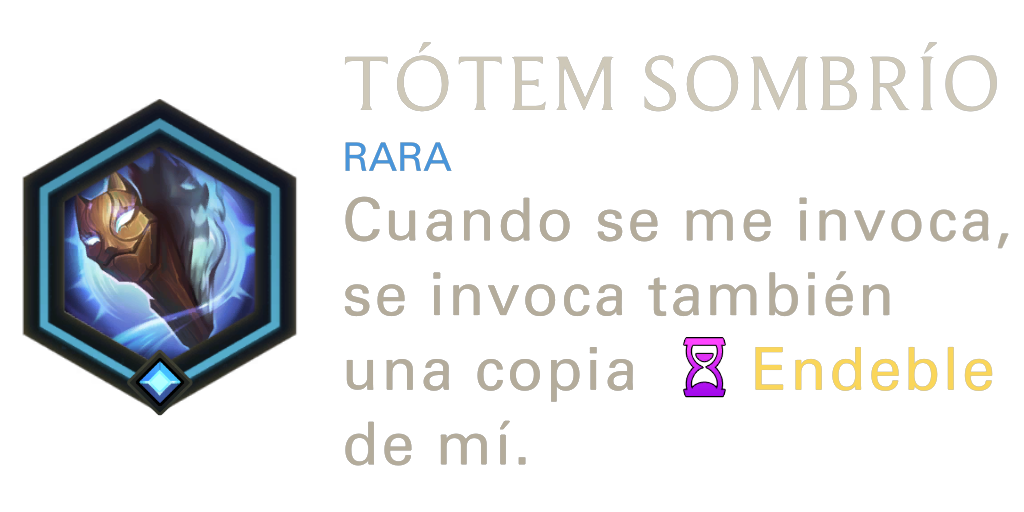 TÓTEM SOMBRÍO
RARA
Cuando se me invoca,
se invoca también
una copia Endeble
de mí.